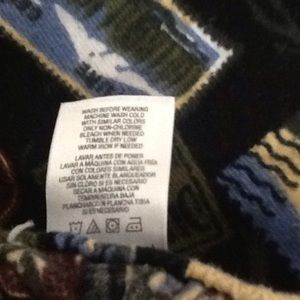 WASH BEFORE WEARING
MACHINE WASH COLD
WITH SIMILAR COLORS
ONLY NON-CHLORINE
BLEACH WHEN NEEDED
TUMBLE DRY LOW
WARM IRON IF NEEDED
LAVAR ANTES DE PONER
LAVAR A MAQUINA CON AGUA FRIA
CON COLORES SIMILARES
USAR SOLAMENTE BLANQUEADOR
SI ES NECESARIO
SECAR A MAQUINA CON
TEMPERATURA BAJA
PLANCHAR CON PLANCHA TIBIA
SI ES NECESARIO